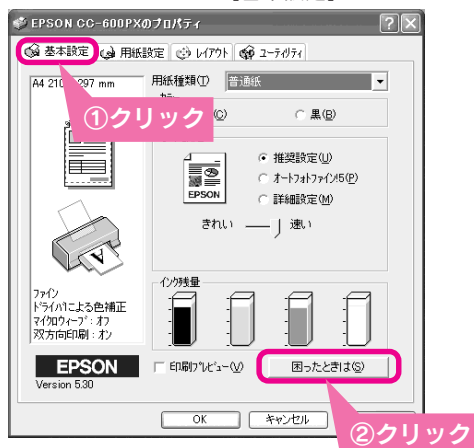 EPSON CC-600PXのプロパティ
基本設定
用紙設定
レイアウト
ユーティリティ
A4 210
297 mm
用紙種類(T)
普通紙
①クリック
(C)
黒(B)
推奨設定(U)
オートフォトファイン!5(P)
詳細設定(M)
EPSON
きれい
速い
インク残量
ファイン
ドライバによる色補正
マイクロウィーブ：オフ
双方向印刷：オン
EPSON
Version 5.30
印刷プレビュー(V)
困ったときは(S)
OK
キャンセル
②クリック